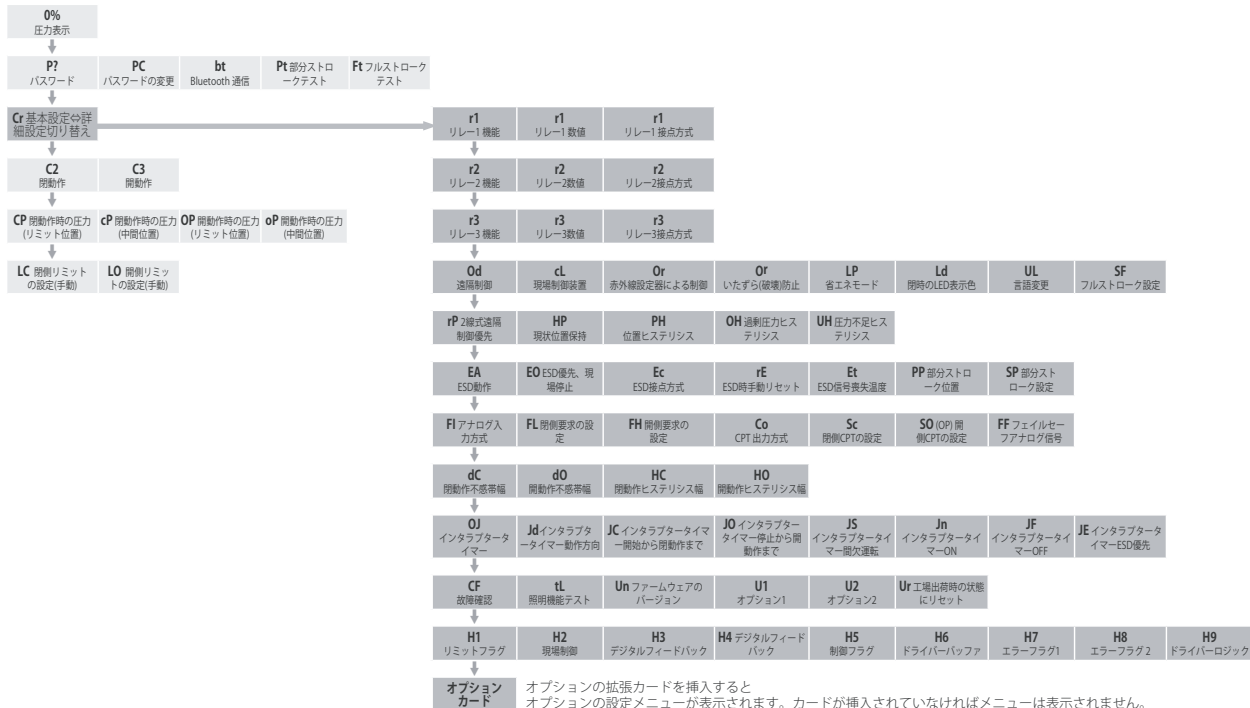 0%
圧力表示
P?
パスワード
PC
パスワードの変更
bt
Bluetooth 通信
Pt 部分ストロ
ークテスト
Ft フルストローク
テスト
Cr 基本設定⇔詳
細設定切り替え
r1
リレー1 機能
r1
リレー1 数値
r1
リレー1 接点方式
C2
閉動作
C3
開動作
r2
リレー2 機能
r2
リレー2数値
r2
リレー2接点方式
CP 閉動作時の圧力
(リミット位置)
cP 閉動作時の圧力
(中間位置)
OP 開動作時の圧力
(リミット位置)
oP 開動作時の圧力
(中間位置)
r3
リレー3 機能
r3
リレー3数値
r3
リレー3接点方式
LC 閉側リミット
の設定(手動)
LO 開側リミッ
トの設定(手動)
Od
遠隔制御
cL
現場制御装置
Or
赤外線設定器による制御
Or
いたずら(破壊)防止
LP
省エネモード
Ld
閉時のLED表示色
UL
言語変更
SF
フルストローク設定
rP 2線式遠隔
制御優先
HP
現状位置保持
PH
位置ヒステリシス
OH 過剰圧力ヒス
テリシス
UH 圧力不足ヒス
テリシス
EA
ESD動作
EO ESD優先、現
場停止
Ec
ESD接点方式
rE
ESD時手動リセット
Et
ESD信号喪失温度
PP 部分ストロ
ーク位置
SP 部分スト
ローク設定
FI アナログ入
力方式
FL 閉側要求の設
定
FH 開側要求の
設定
Co
CPT 出力方式
Sc
閉側CPTの設定
SO (OP) 開
側CPTの設定
FF フェイルセー
フアナログ信号
dC
閉動作不感帯幅
dO
開動作不感帯幅
HC
閉動作ヒステリシス幅
HO
開動作ヒステリシス幅
OJ
インタラプタータ
イマー
Jdインタラプタ
ータイマー動作方向
JC インタラプタータイマ
ー開始から閉動作まで
JO インタラプター
タイマー停止から開
動作まで
JS
インタラプタータイ
マー間欠運転
Jn
インタラプタータイ
マーON
JF
インタラプタータイ
マーOFF
JE インタラプタータ
イマーESD優先
CF
故障確認
tL
照明機能テスト
Un ファームウェアの
バージョン
U1
オプション1
U2
オプション2
Ur 工場出荷時の状態
にリセット
H1
リミットフラグ
H2
現場制御
H3
デジタルフィードバック
H4 デジタルフィード
バック
H5
制御フラグ
H6
ドライバーバッファ
H7
エラーフラグ1
H8
エラーフラグ 2
H9
ドライバーロジック
オプション
カード
オプションの拡張カードを挿入すると
オプションの設定メニューが表示されます。カードが挿入されていなければメニューは表示されません。